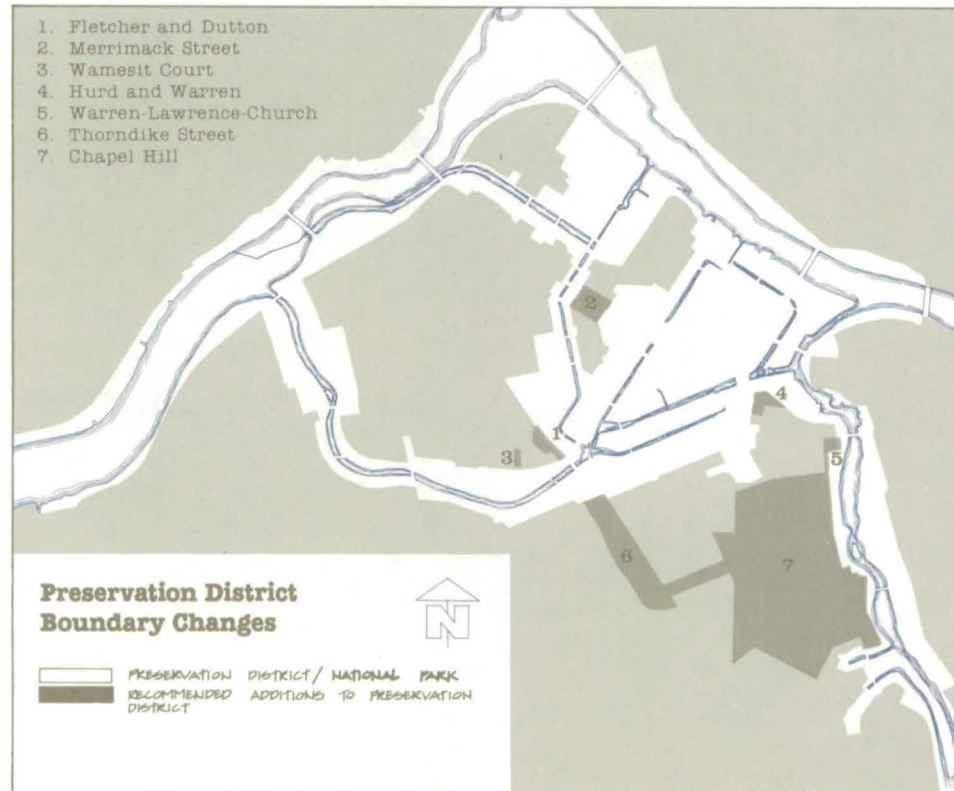 1. Fletcher and Dutton
2. Merrimack Street
3. Wamesit Court
4. Hurd and Warren
5. Warren-Lawrence-Church
6. Thorndike Street
7. Chapel Hill
2
1
3
4
5
6
7
Preservation District
Boundary Changes
N
PRESERVATION DISTRICT/ NATIONAL PARK
RECOMMENDED ADDITIONS TO PRESERVATION
DISTRICT